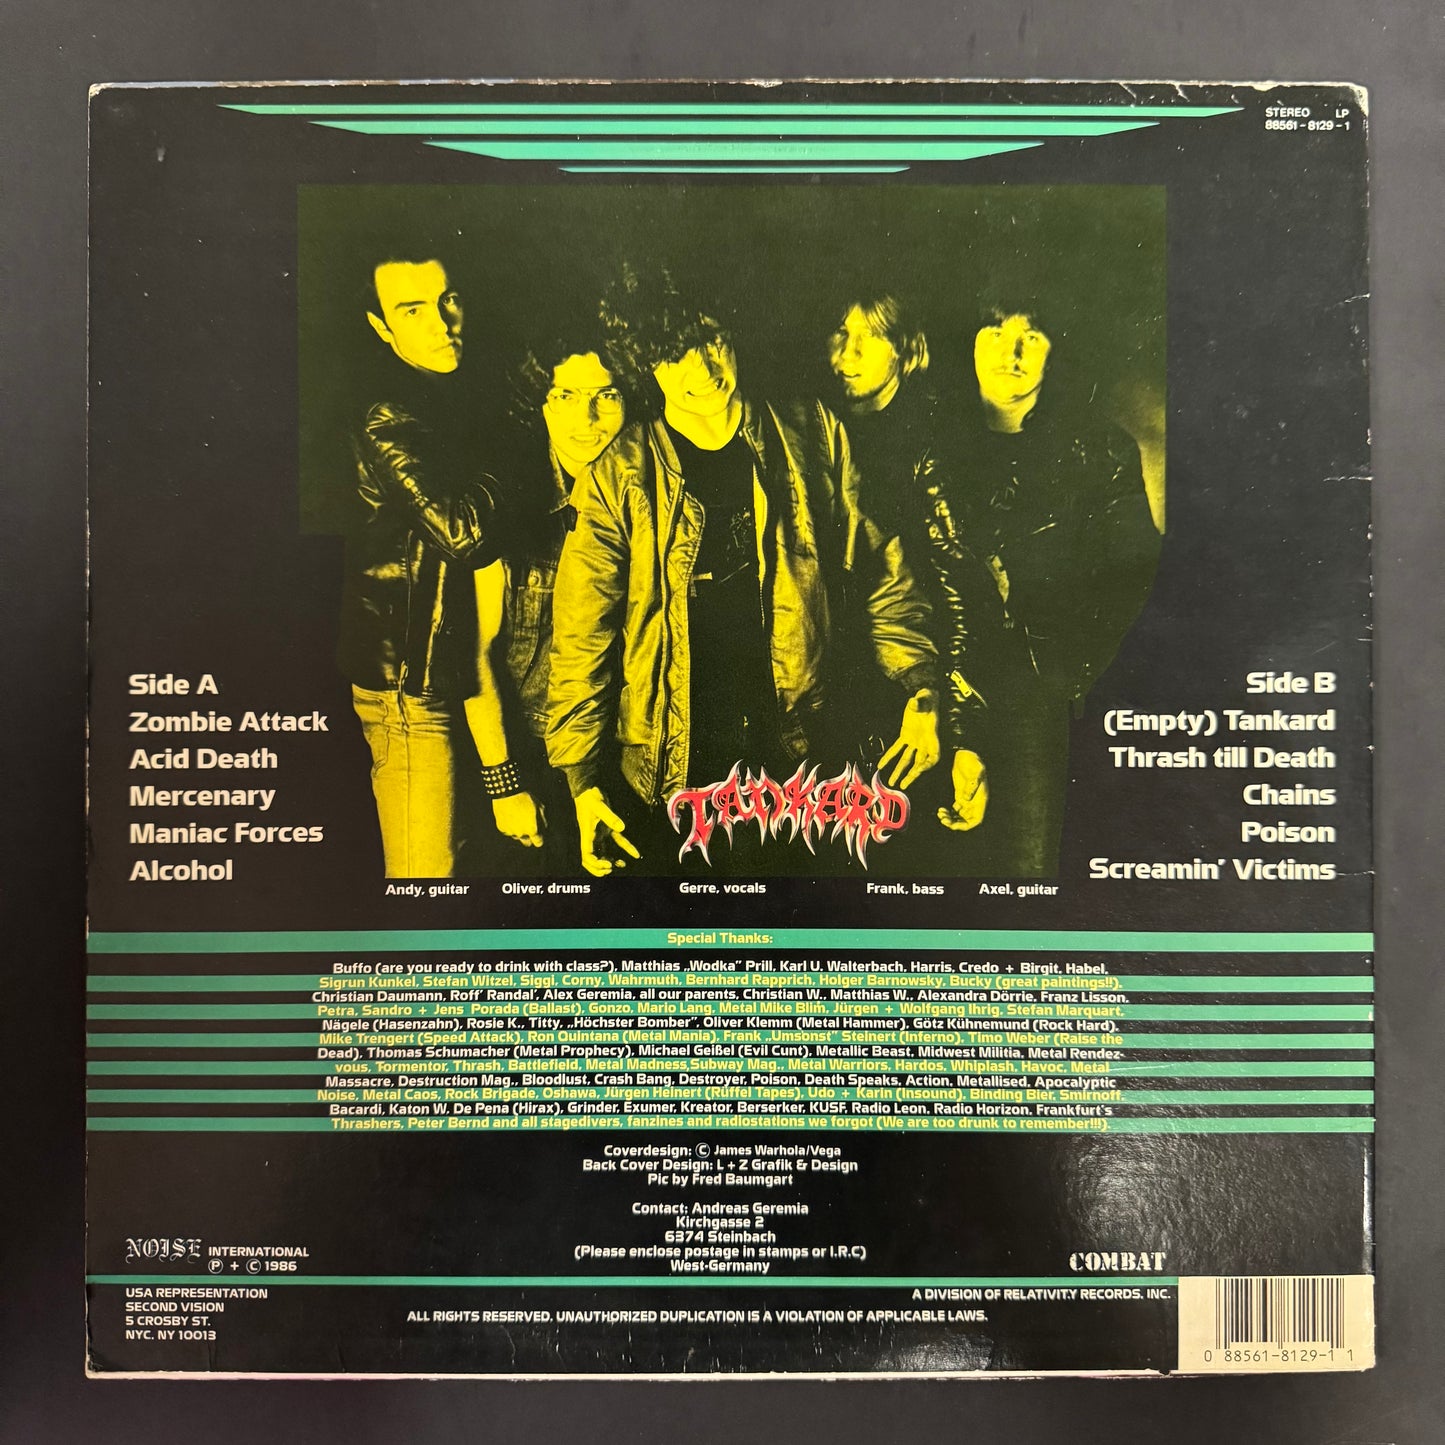 STEREO LP
88561-8129-1
Side A
Zombie Attack
Acid Death
Mercenary
Maniac Forces
Alcohol
Side B
(Empty) Tankard
Thrash till Death
Chains
Poison
Screamin' Victims
TANKARD
Andy, guitar Oliver, drums Gerre, vocals Frank, bass Axel, guitar
Special Thanks:
Buffo (are you ready to drink with class?), Matthias „Wodka" Prill, Karl U. Walterbach, Harris, Credo + Birgit, Habel,
Sigrun Kunkel, Stefan Witzel, Siggi, Corny, Wahrmuth, Bernhard Rapprich, Holger Barnowsky, Bucky (great paintings!!),
Christian Daumann, Roff' Randal', Alex Geremia, all our parents, Christian W., Matthias W., Alexandra Dörrie, Franz Lisson,
Petra, Sandro + Jens Porada (Ballast), Gonzo, Mario Lang, Metal Mike Blim, Jürgen + Wolfgang Ihrig, Stefan Marquart,
Nägele (Hasenzahn), Rosie K., Titty, „Höchster Bomber", Oliver Klemm (Metal Hammer), Götz Kühnemund (Rock Hard),
Mike Trengert (Speed Attack), Ron Quintana (Metal Mania), Frank „Umsonst" Steinert (Inferno), Timo Weber (Raise the
Dead), Thomas Schumacher (Metal Prophecy), Michael Geißel (Evil Cunt), Metallic Beast, Midwest Militia, Metal Rendez-
vous, Tormentor, Thrash, Battlefield, Metal Madness,Subway Mag., Metal Warriors, Hardos, Whiplash, Havoc, Metal
Massacre, Destruction Mag., Bloodlust, Crash Bang, Destroyer, Poison, Death Speaks, Action, Metallised, Apocalyptic
Noise, Metal Caos, Rock Brigade, Oshawa, Jürgen Heinert (Rüffel Tapes), Udo + Karin (Insound), Binding Bier, Smirnoff,
Bacardi, Katon W. De Pena (Hirax), Grinder, Exumer, Kreator, Berserker, KUSF, Radio Leon, Radio Horizon, Frankfurt's
Thrashers, Peter Bernd and all stagedivers, fanzines and radiostations we forgot (We are too drunk to remember!!!).
Coverdesign: © James Warhola/Vega
Back Cover Design: L + Z Grafik & Design
Pic by Fred Baumgart
Contact: Andreas Geremia
Kirchgasse 2
6374 Steinbach
(Please enclose postage in stamps or I.R.C)
West-Germany
NOISE INTERNATIONAL
℗ + © 1986
COMBAT
USA REPRESENTATION
SECOND VISION
5 CROSBY ST.
NYC. NY 10013
A DIVISION OF RELATIVITY RECORDS, INC.
ALL RIGHTS RESERVED. UNAUTHORIZED DUPLICATION IS A VIOLATION OF APPLICABLE LAWS.
0 88561-8129-1 1